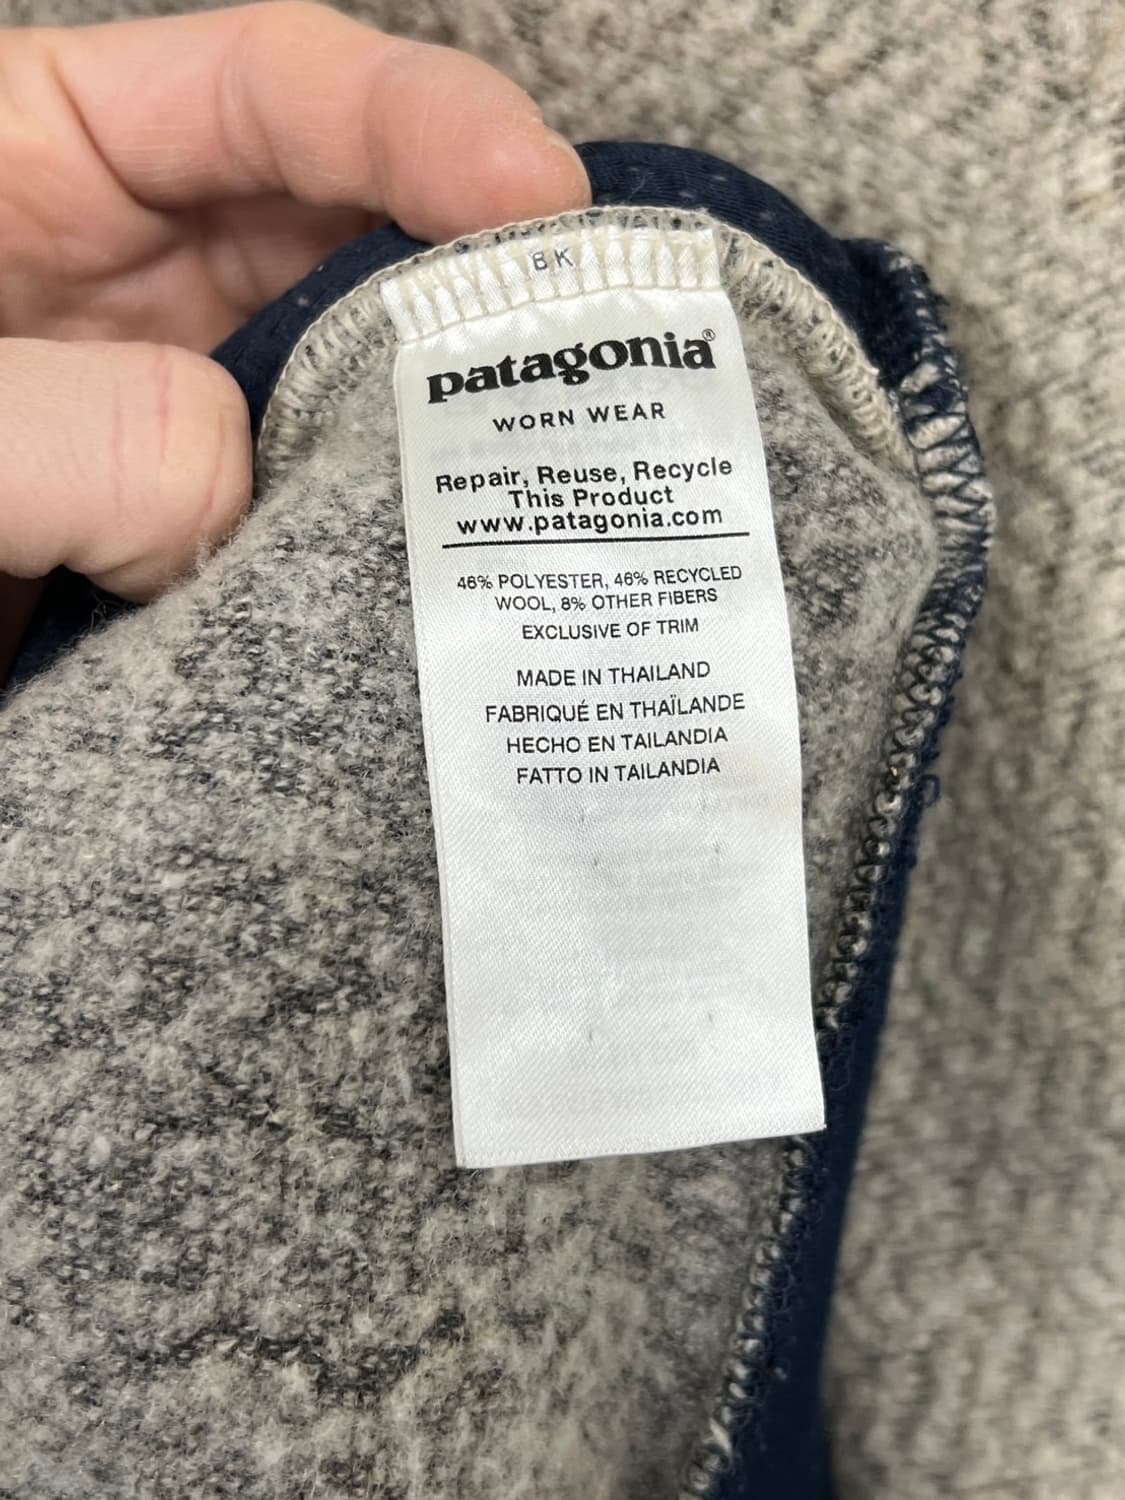 BK
patagonia®
WORN WEAR
Repair, Reuse, Recycle
This Product
www.patagonia.com
46% POLYESTER, 46% RECYCLED
WOOL, 8% OTHER FIBERS
EXCLUSIVE OF TRIM
MADE IN THAILAND
FABRIQUÉ EN THAÏLANDE
HECHO EN TAILANDIA
FATTO IN TAILANDIA